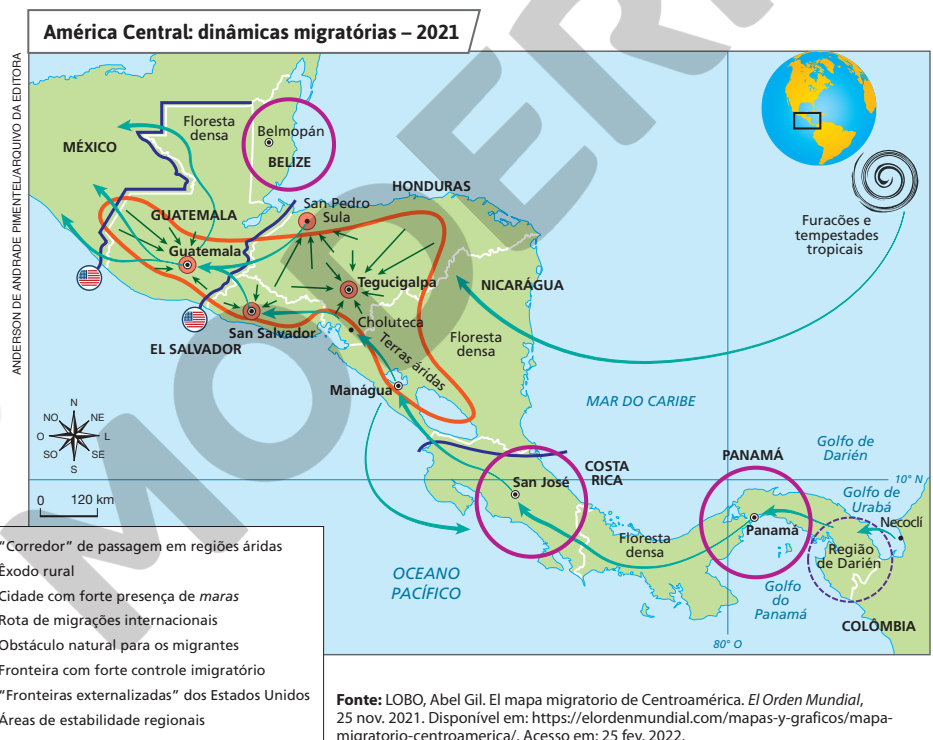 América Central: dinâmicas migratórias – 2021
ANDERSON DE ANDRADE PIMENTEL/ARQUIVO DA EDITORA
MÉXICO
Floresta
densa
Belmopán
BELIZE
GUATEMALA
Guatemala
San Pedro
Sula
HONDURAS
Tegucigalpa
NICARÁGUA
San Salvador
EL SALVADOR
Choluteca
Terras áridas
Floresta
densa
Manágua
Furacões e
tempestades
tropicais
MAR DO CARIBE
COSTA
RICA
San José
PANAMÁ
Panamá
Floresta
densa
Golfo de
Darién
10° N
Golfo de
Urabá
Necoclí
Região
de Darién
Golfo
do
Panamá
COLÔMBIA
80° O
OCEANO
PACÍFICO
N
NO
NE
O
L
SO
SE
S
0 120 km
"Corredor" de passagem em regiões áridas
Êxodo rural
Cidade com forte presença de maras
Rota de migrações internacionais
Obstáculo natural para os migrantes
Fronteira com forte controle imigratório
"Fronteiras externalizadas" dos Estados Unidos
Áreas de estabilidade regionais
Fonte: LOBO, Abel Gil. El mapa migratorio de Centroamérica. El Orden Mundial,
25 nov. 2021. Disponível em: https://elordenmundial.com/mapas-y-graficos/mapa-
migratorio-centroamerica/. Acesso em: 25 fev. 2022.